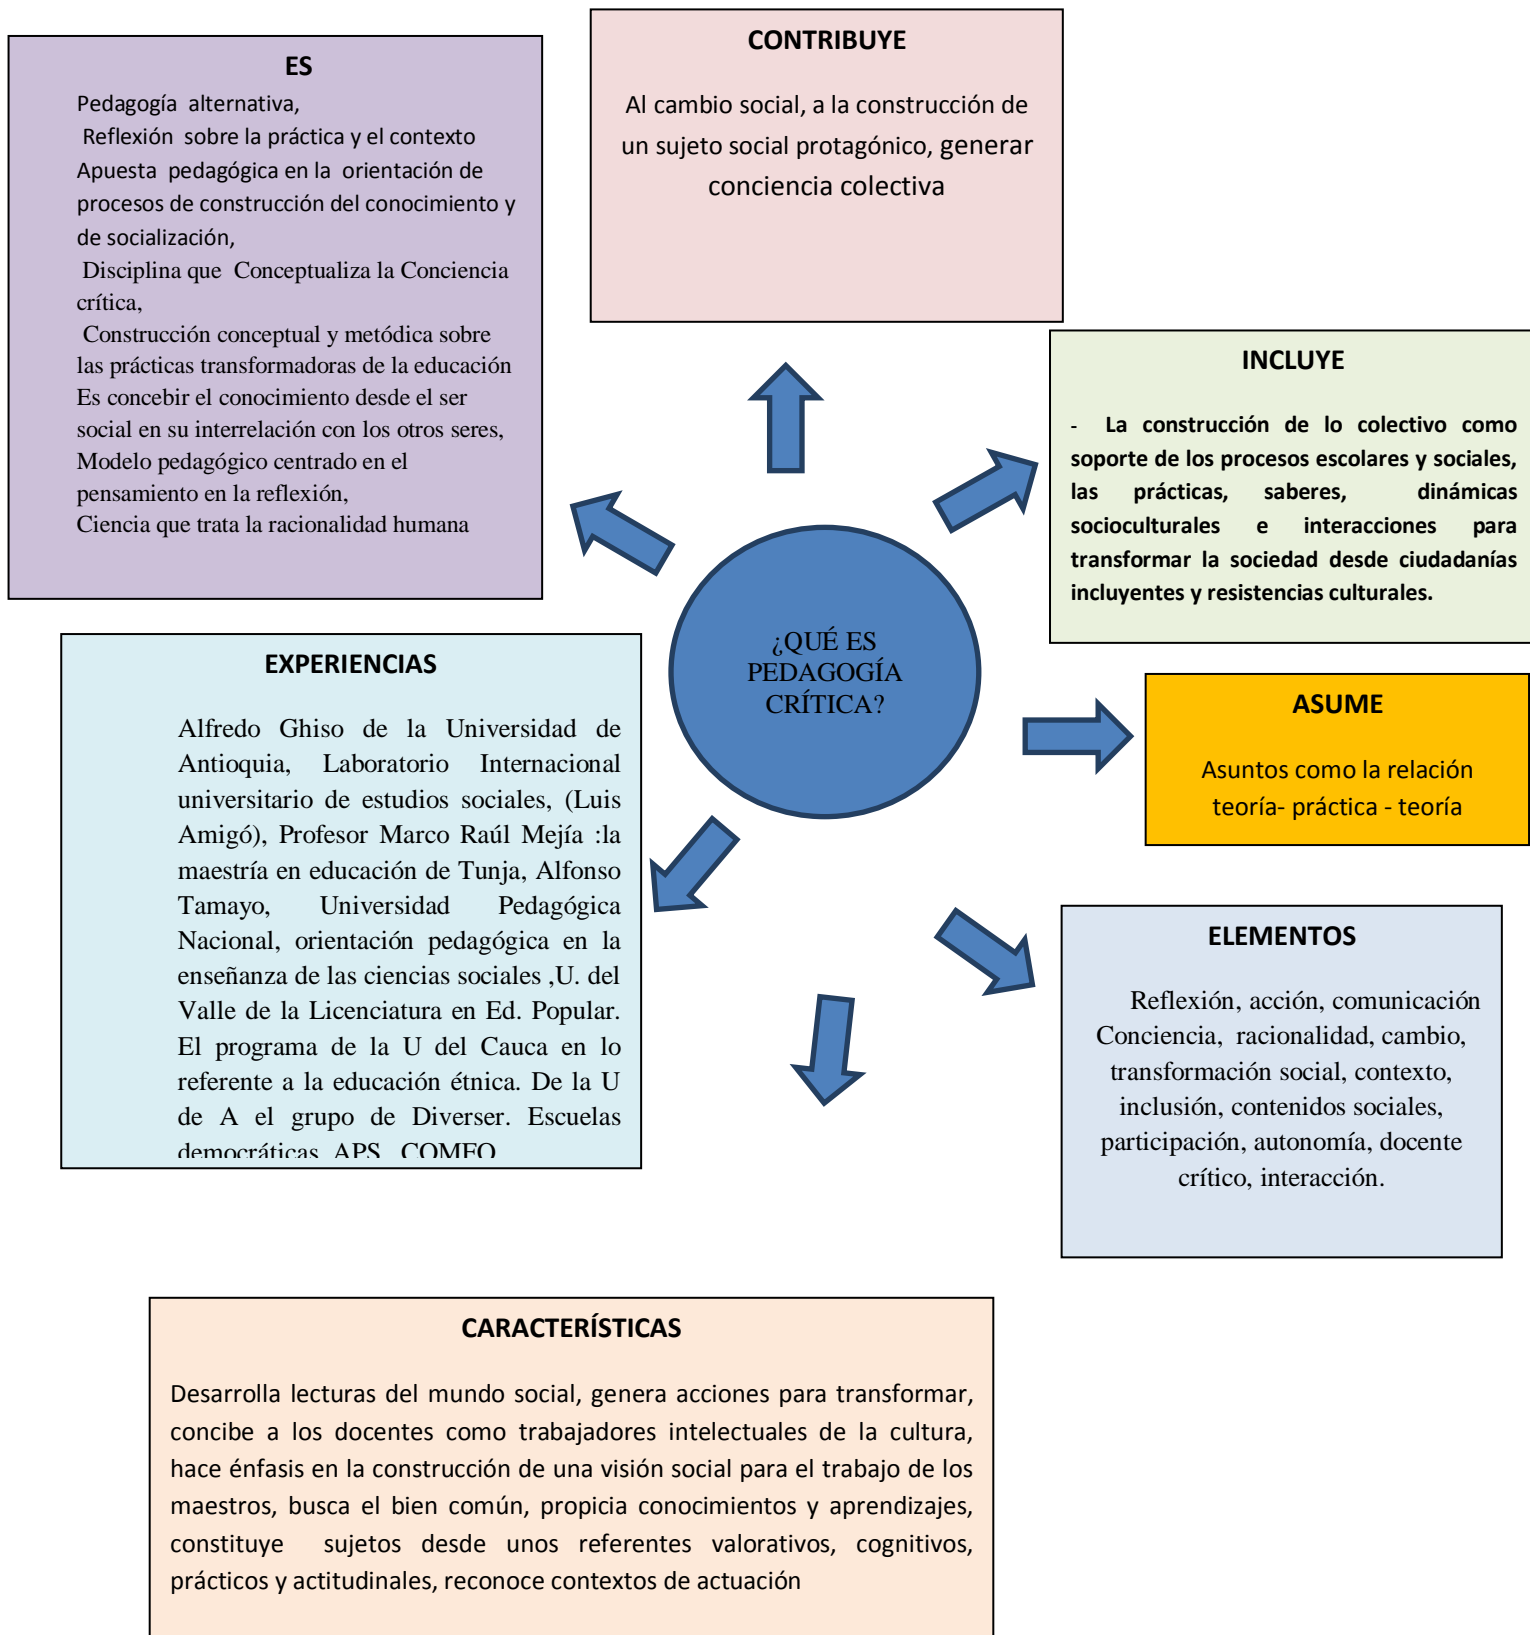 ES
Pedagogía alternativa,
Reflexión sobre la práctica y el contexto
Apuesta pedagógica en la orientación de
procesos de construcción del conocimiento y
de socialización,
Disciplina que Conceptualiza la Conciencia
crítica,
Construcción conceptual y metódica sobre
las prácticas transformadoras de la educación
Es concebir el conocimiento desde el ser
social en su interrelación con los otros seres,
Modelo pedagógico centrado en el
pensamiento en la reflexión,
Ciencia que trata la racionalidad humana
CONTRIBUYE
Al cambio social, a la construcción de
un sujeto social protagónico, generar
conciencia colectiva
INCLUYE
- La construcción de lo colectivo como
soporte de los procesos escolares y sociales,
las prácticas, saberes, dinámicas
socioculturales e interacciones para
transformar la sociedad desde ciudadanías
incluyentes y resistencias culturales.
¿QUÉ ES
PEDAGOGÍA
CRÍTICA?
EXPERIENCIAS
Alfredo Ghiso de la Universidad de
Antioquia, Laboratorio Internacional
universitario de estudios sociales, (Luis
Amigó), Profesor Marco Raúl Mejía :la
maestría en educación de Tunja, Alfonso
Tamayo, Universidad Pedagógica
Nacional, orientación pedagógica en la
enseñanza de las ciencias sociales ,U. del
Valle de la Licenciatura en Ed. Popular.
El programa de la U del Cauca en lo
referente a la educación étnica. De la U
de A el grupo de Diverser. Escuelas
democráticas, APS, COMFO
ASUME
Asuntos como la relación
teoría- práctica - teoría
ELEMENTOS
Reflexión, acción, comunicación
Conciencia, racionalidad, cambio,
transformación social, contexto,
inclusión, contenidos sociales,
participación, autonomía, docente
crítico, interacción.
CARACTERÍSTICAS
Desarrolla lecturas del mundo social, genera acciones para transformar,
concibe a los docentes como trabajadores intelectuales de la cultura,
hace énfasis en la construcción de una visión social para el trabajo de los
maestros, busca el bien común, propicia conocimientos y aprendizajes,
constituye sujetos desde unos referentes valorativos, cognitivos,
prácticos y actitudinales, reconoce contextos de actuación